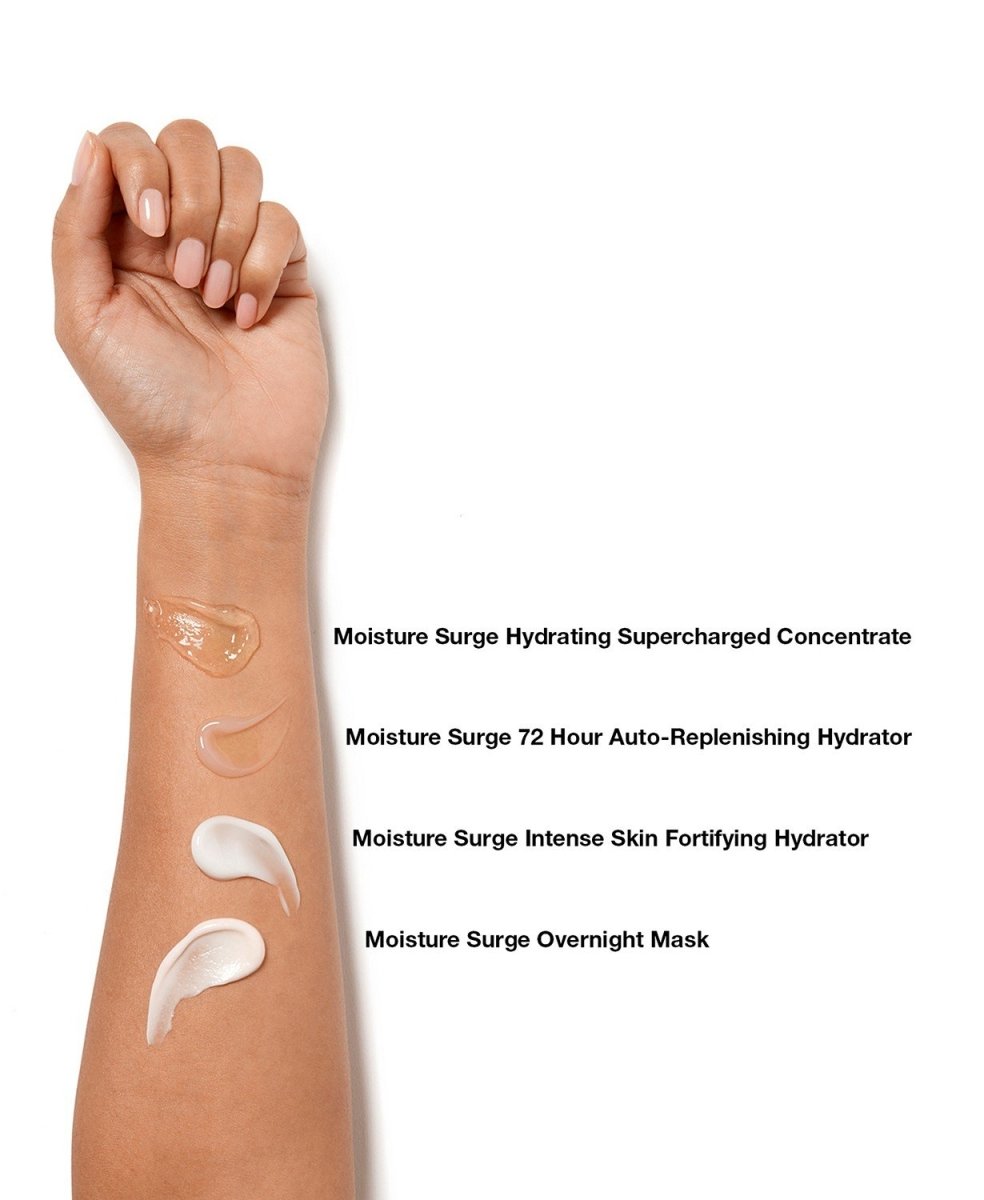 Moisture Surge Hydrating Supercharged Concentrate
Moisture Surge 72 Hour Auto-Replenishing Hydrator
Moisture Surge Intense Skin Fortifying Hydrator
Moisture Surge Overnight Mask